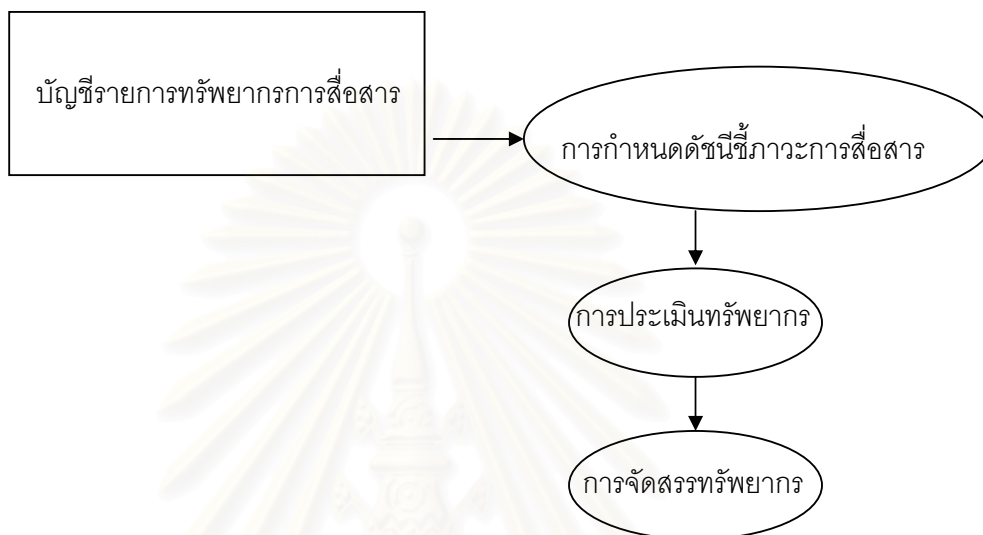 บัญชีรายการทรัพยากรการสื่อสาร
การกำหนดดัชนีชี้ภาวะการสื่อสาร
การประเมินทรัพยากร
การจัดสรรทรัพยากร